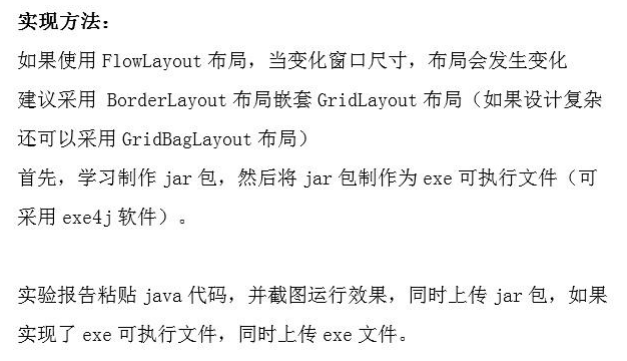 实现方法：
如果使用 FlowLayout 布局，当变化窗口尺寸，布局会发生变化
建议采用 BorderLayout 布局嵌套 GridLayout 布局（如果设计复杂
还可以采用 GridBagLayout 布局）
首先，学习制作 jar 包，然后将 jar 包制作为 exe 可执行文件（可
采用 exe4j 软件）。
实验报告粘贴 java 代码，并截图运行效果，同时上传 jar 包，如果
实现了 exe 可执行文件，同时上传 exe 文件。